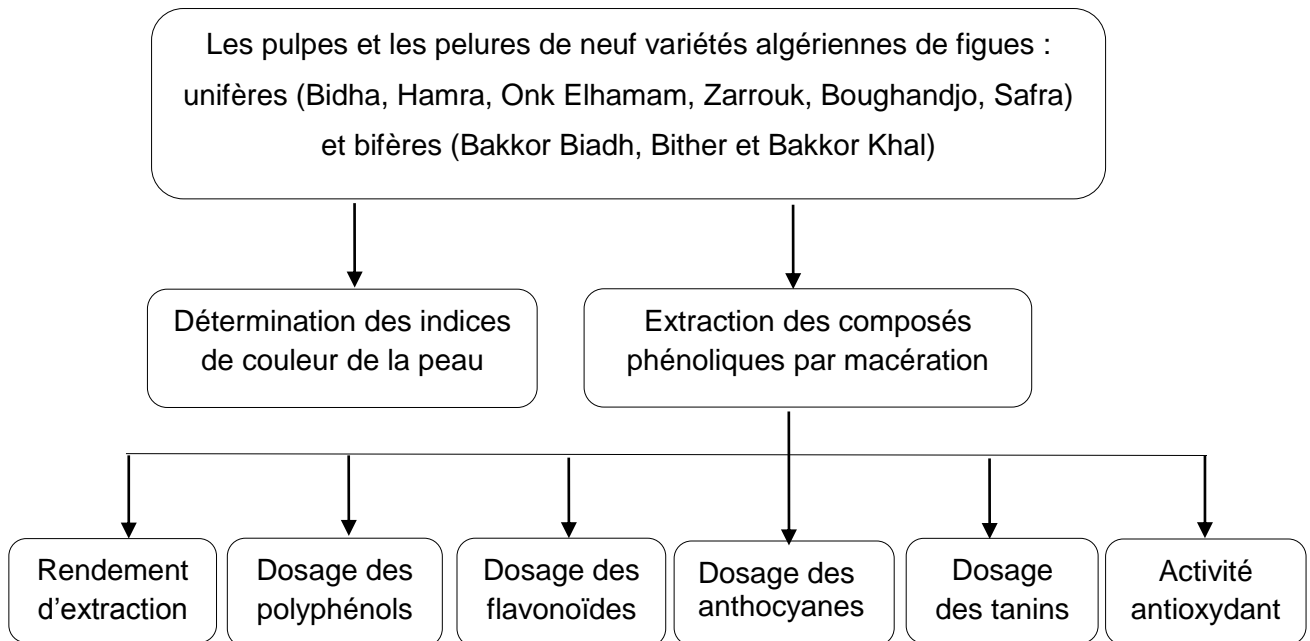 Les pulpes et les pelures de neuf variétés algériennes de figues :
unifères (Bidha, Hamra, Onk Elhamam, Zarrouk, Boughandjo, Safra)
et bifères (Bakkor Biadh, Bither et Bakkor Khal)
Détermination des indices
de couleur de la peau
Extraction des composés
phénoliques par macération
Rendement
d’extraction
Dosage des
polyphénols
Dosage des
flavonoïdes
Dosage des
anthocyanes
Dosage
des tanins
Activité
antioxydant